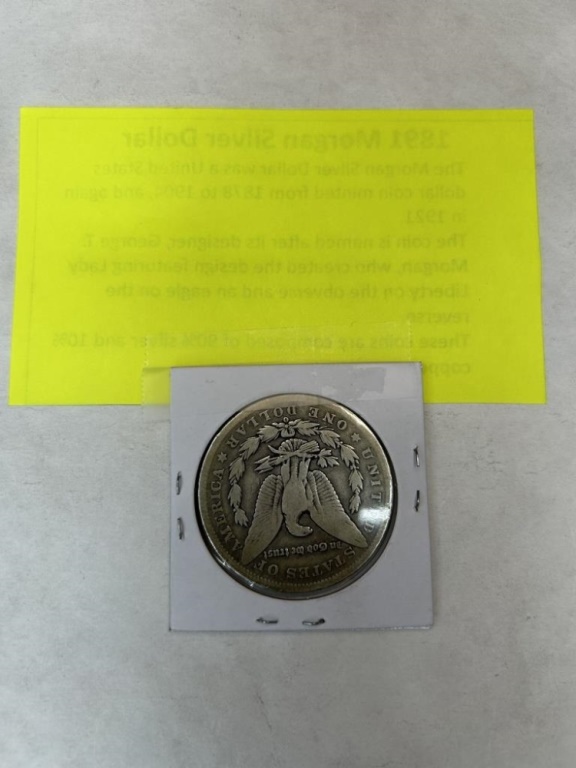 1891 Morgan Silver Dollar
The Morgan Silver Dollar was a United States
dollar coin minted from 1878 to 1904, and again
in 1921
The coin is named after its designer, George T.
Morgan, who created the design featuring Lady
Liberty on the obverse and an eagle on the
reverse
These coins are composed of 90% silver and 10%
UNITED STATES OF AMERICA
In God we trust
ONE DOLLAR
O